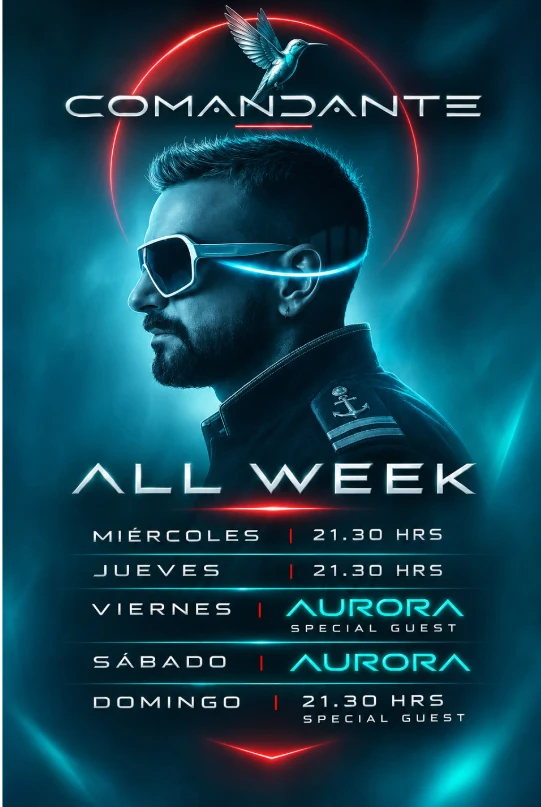 COMANDANTE
ALL WEEK
MIÉRCOLES | 21.30 HRS
JUEVES | 21.30 HRS
VIERNES | AURORA
SPECIAL GUEST
SÁBADO | AURORA
DOMINGO | 21.30 HRS
SPECIAL GUEST